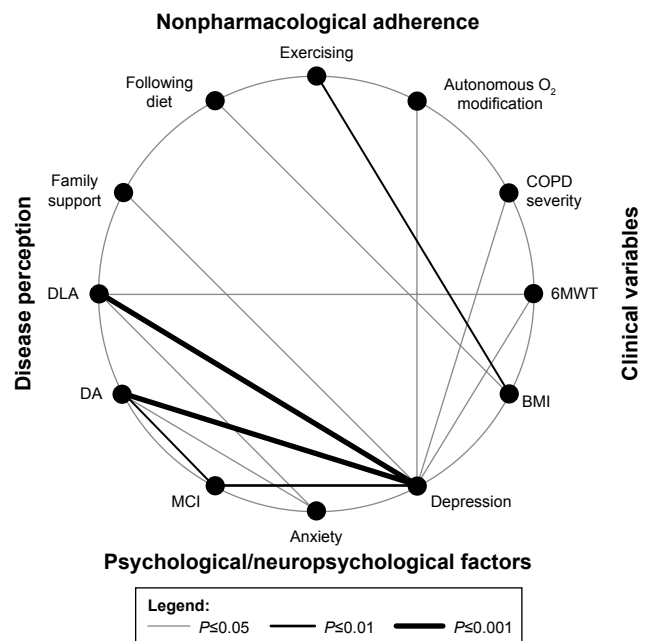 Nonpharmacological adherence
Exercising
Following
diet
Autonomous O₂
modification
Family
support
COPD
severity
Disease perception
Clinical variables
DLA
6MWT
DA
BMI
MCI
Depression
Anxiety
Psychological/neuropsychological factors
Legend:
P≤0.05 P≤0.01 P≤0.001